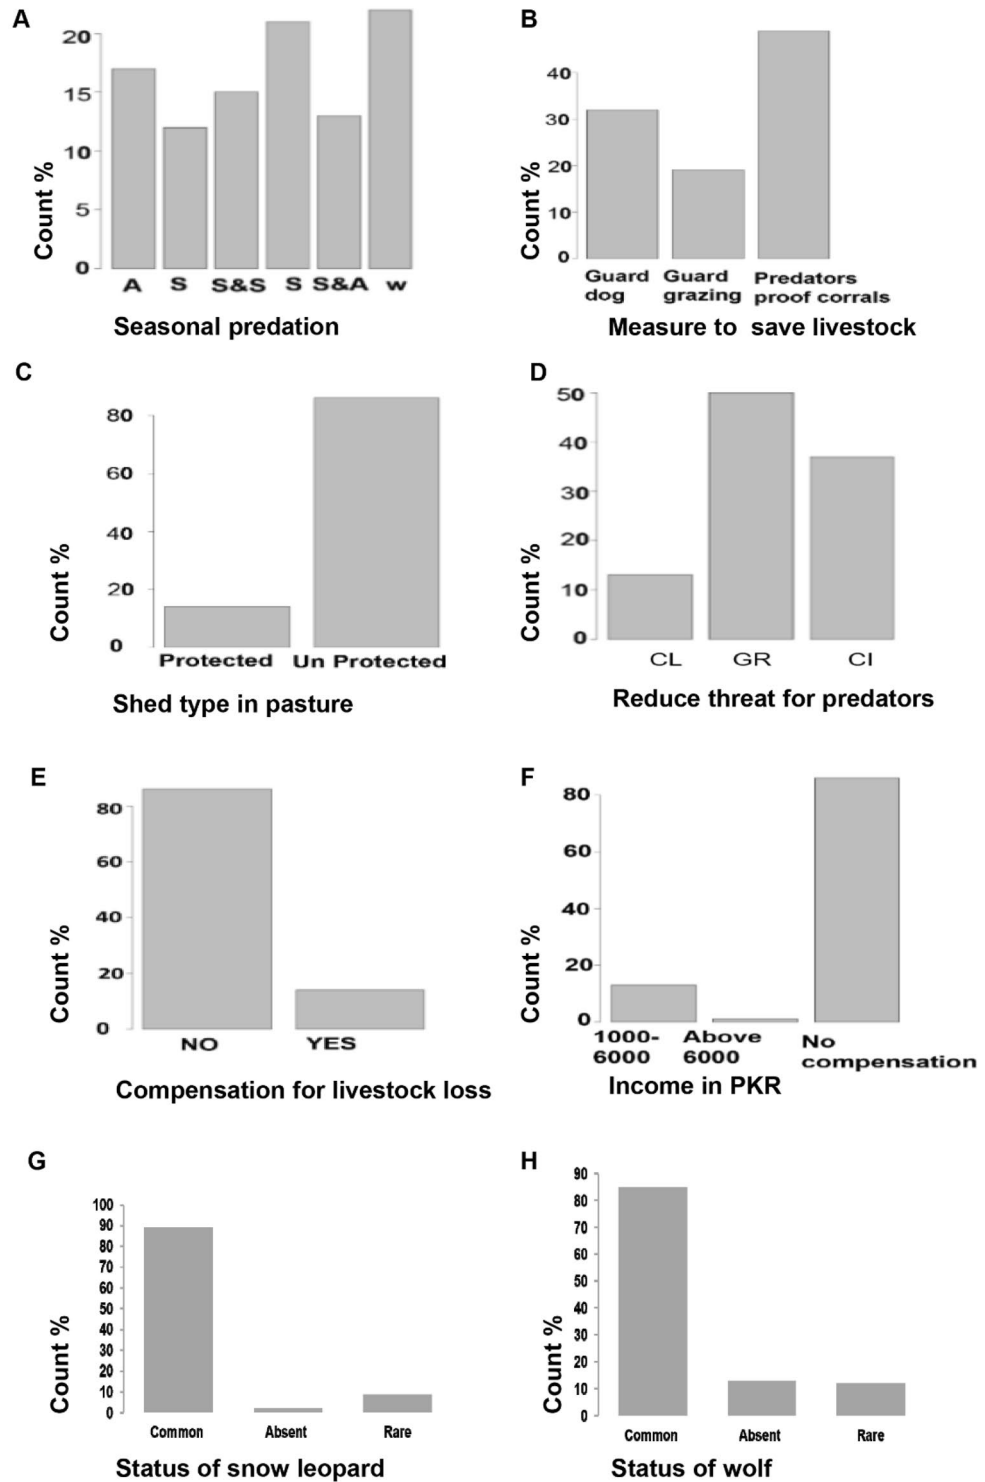 A
20
15
10
5
0
Count %
A S S&S S S&A w
Seasonal predation
B
40
30
20
10
0
Count %
Guard dog
Guard grazing
Predators proof corrals
Measure to save livestock
C
80
60
40
20
0
Count %
Protected Un Protected
Shed type in pasture
D
50
40
30
20
10
0
Count %
CL GR CI
Reduce threat for predators
E
80
60
40
20
0
Count %
NO YES
Compensation for livestock loss
F
80
60
40
20
0
Count %
1000-
6000
Above
6000
No
compensation
Income in PKR
G
100
90
80
70
60
50
40
30
20
10
0
Count %
Common Absent Rare
Status of snow leopard
H
90
80
70
60
50
40
30
20
10
0
Count %
Common Absent Rare
Status of wolf